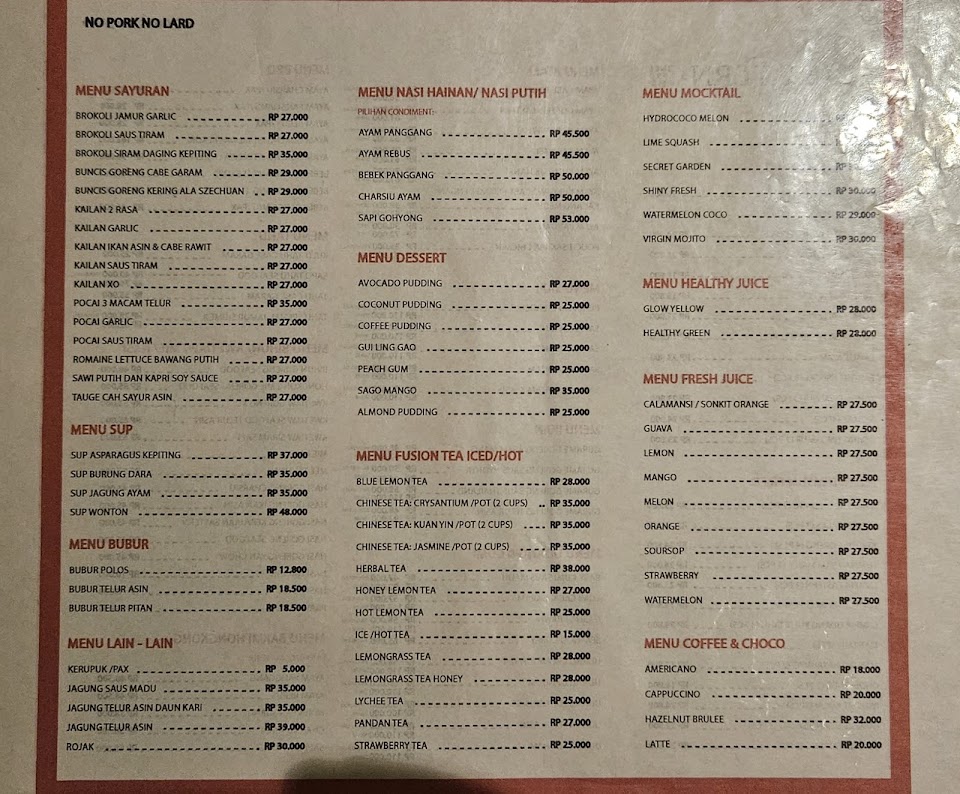 NO PORK NO LARD
MENU SAYURAN
BROKOLI JAMUR GARLIC RP 27.000
BROKOLI SAUS TIRAM RP 27.000
BROKOLI SIRAM DAGING KEPITING RP 35.000
BUNCIS GORENG CABE GARAM RP 29.000
BUNCIS GORENG KERING ALA SZECHUAN RP 29.000
KAILAN 2 RASA RP 27.000
KAILAN GARLIC RP 27.000
KAILAN IKAN ASIN & CABE RAWIT RP 27.000
KAILAN SAUS TIRAM RP 27.000
KAILAN XO RP 27.000
POCAI 3 MACAM TELUR RP 35.000
POCAI GARLIC RP 27.000
POCAI SAUS TIRAM RP 27.000
ROMAINE LETTUCE BAWANG PUTIH RP 27.000
SAWI PUTIH DAN KAPRI SOY SAUCE RP 27.000
TAUGE CAH SAYUR ASIN RP 27.000
MENU SUP
SUP ASPARAGUS KEPITING RP 37.000
SUP BURUNG DARA RP 35.000
SUP JAGUNG AYAM RP 35.000
SUP WONTON RP 48.000
MENU BUBUR
BUBUR POLOS RP 12.800
BUBUR TELUR ASIN RP 18.500
BUBUR TELUR PITAN RP 18.500
MENU LAIN - LAIN
KERUPUK /PAX RP 5.000
JAGUNG SAUS MADU RP 35.000
JAGUNG TELUR ASIN DAUN KARI RP 35.000
JAGUNG TELUR ASIN RP 39.000
ROJAK RP 30.000
MENU NASI HAINAN/ NASI PUTIH
PILIHAN CONDIMENT:
AYAM PANGGANG RP 45.500
AYAM REBUS RP 45.500
BEBEK PANGGANG RP 50.000
CHARSIU AYAM RP 50.000
SAPI GOHYONG RP 53.000
MENU DESSERT
AVOCADO PUDDING RP 27.000
COCONUT PUDDING RP 25.000
COFFEE PUDDING RP 25.000
GUI LING GAO RP 25.000
PEACH GUM RP 25.000
SAGO MANGO RP 35.000
ALMOND PUDDING RP 25.000
MENU FUSION TEA ICED/HOT
BLUE LEMON TEA RP 28.000
CHINESE TEA: CRYSANTIUM /POT (2 CUPS) RP 35.000
CHINESE TEA: KUAN YIN /POT (2 CUPS) RP 35.000
CHINESE TEA: JASMINE /POT (2 CUPS) RP 35.000
HERBAL TEA RP 38.000
HONEY LEMON TEA RP 27.000
HOT LEMON TEA RP 25.000
ICE /HOT TEA RP 15.000
LEMONGRASS TEA RP 28.000
LEMONGRASS TEA HONEY RP 28.000
LYCHEE TEA RP 25.000
PANDAN TEA RP 27.000
STRAWBERRY TEA RP 25.000
MENU MOCKTAIL
HYDROCOCO MELON
LIME SQUASH
SECRET GARDEN
SHINY FRESH RP 30.000
WATERMELON COCO RP 29.000
VIRGIN MOJITO RP 30.000
MENU HEALTHY JUICE
GLOW YELLOW RP 28.000
HEALTHY GREEN RP 28.000
MENU FRESH JUICE
CALAMANSI / SONKIT ORANGE RP 27.500
GUAVA RP 27.500
LEMON RP 27.500
MANGO RP 27.500
MELON RP 27.500
ORANGE RP 27.500
SOURSOP RP 27.500
STRAWBERRY RP 27.500
WATERMELON RP 27.500
MENU COFFEE & CHOCO
AMERICANO RP 18.000
CAPPUCCINO RP 20.000
HAZELNUT BRULEE RP 32.000
LATTE RP 20.000